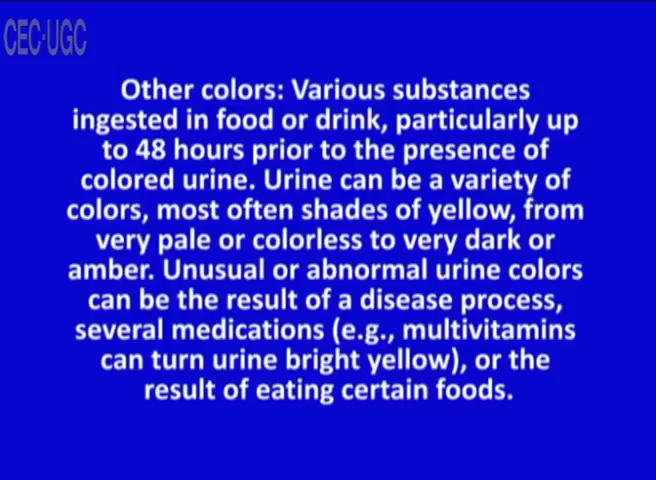 CEC-UGC
Other colors: Various substances
ingested in food or drink, particularly up
to 48 hours prior to the presence of
colored urine. Urine can be a variety of
colors, most often shades of yellow, from
very pale or colorless to very dark or
amber. Unusual or abnormal urine colors
can be the result of a disease process,
several medications (e.g., multivitamins
can turn urine bright yellow), or the
result of eating certain foods.